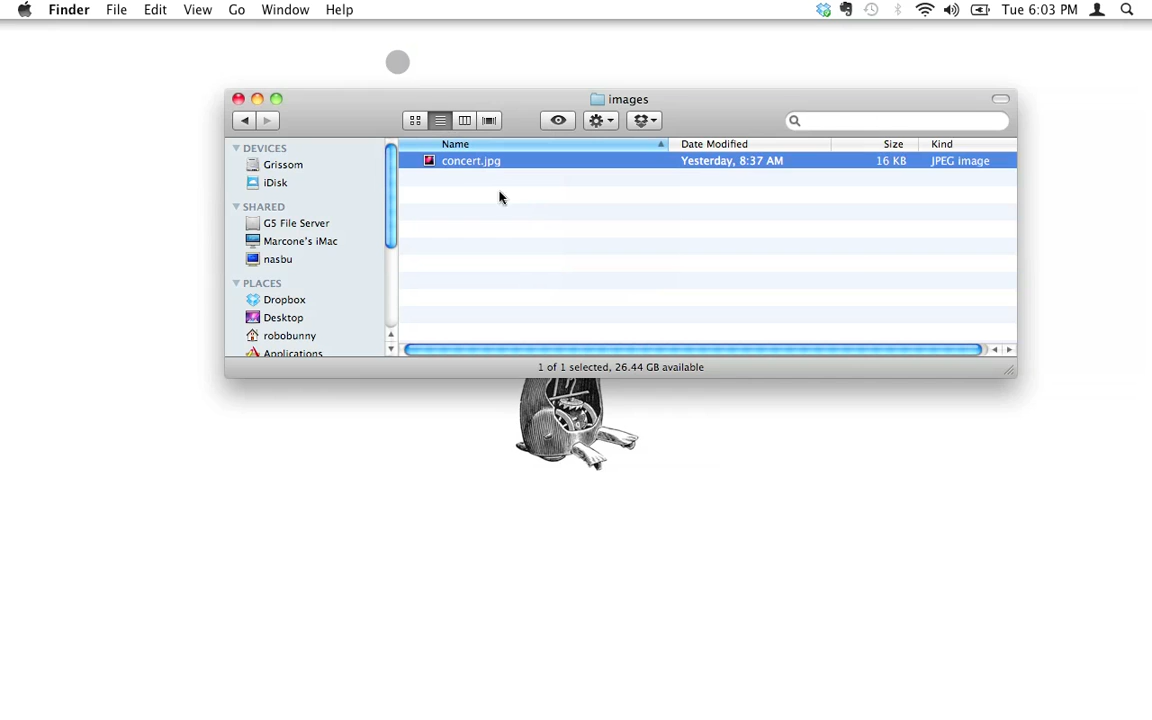 Finder File Edit View Go Window Help Tue 6:03 PM
images
Name Date Modified Size Kind
concert.jpg Yesterday, 8:37 AM 16 KB JPEG image
DEVICES
Grissom
iDisk
SHARED
G5 File Server
Marcone's iMac
nasbu
PLACES
Dropbox
Desktop
robobunny
Applications
1 of 1 selected, 26.44 GB available